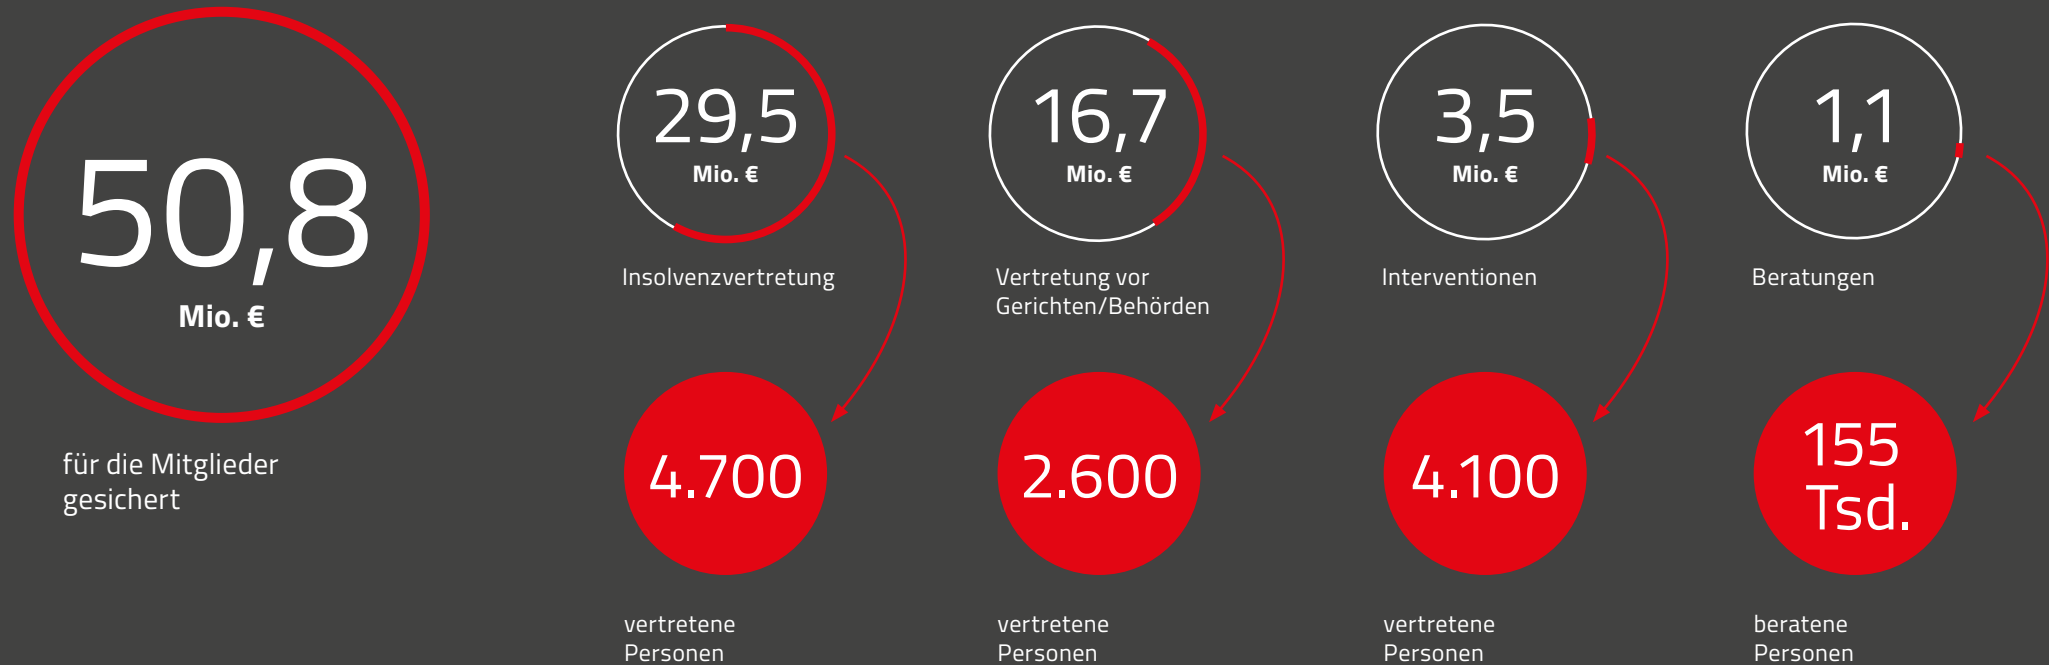 50,8
Mio. €
für die Mitglieder
gesichert
29,5
Mio. €
Insolvenzvertretung
4.700
vertretene
Personen
16,7
Mio. €
Vertretung vor
Gerichten/Behörden
2.600
vertretene
Personen
3,5
Mio. €
Interventionen
4.100
vertretene
Personen
1,1
Mio. €
Beratungen
155
Tsd.
beratene
Personen